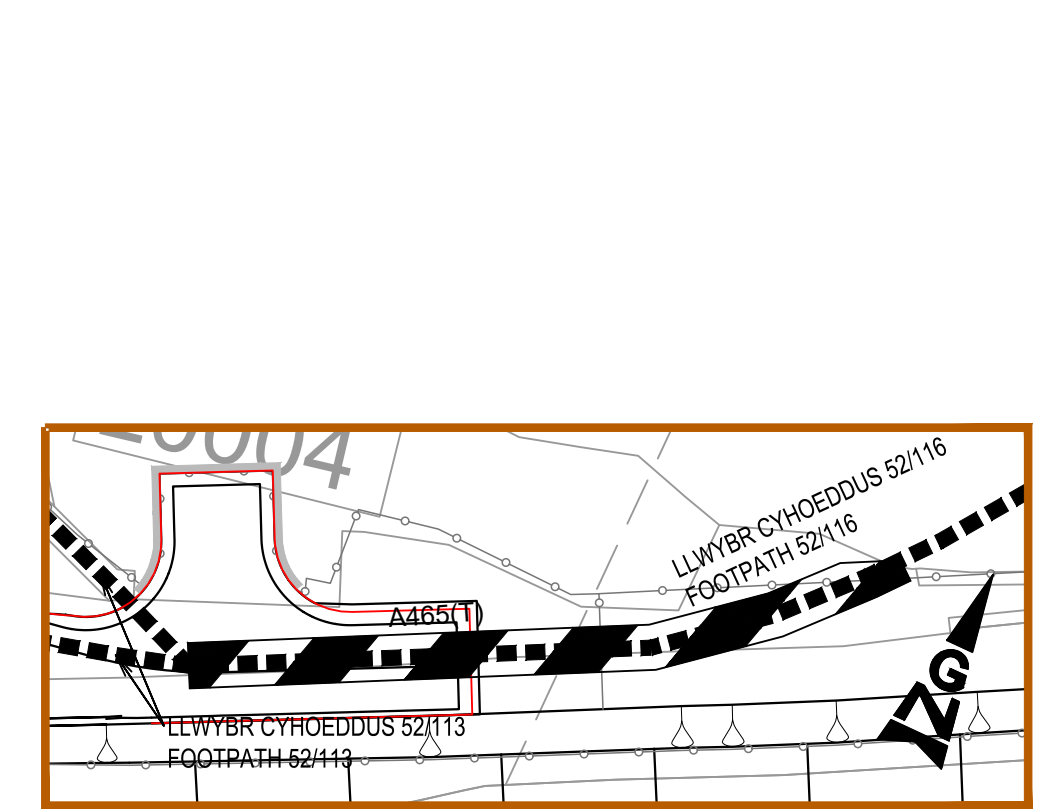 LLWYBR CYHOEDDUS 52/116
FOOTPATH 52/116
A465(T)
G
N
LLWYBR CYHOEDDUS 52/113
FOOTPATH 52/113